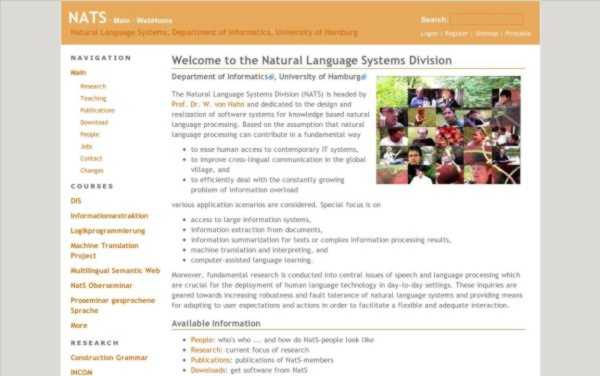 NATS - Main - WebHome
Natural Language Systems, Department of Informatics, University of Hamburg
Search:
Logon | Register | Sitemap | Printable
NAVIGATION
Main
Research
Teaching
Publications
Download
People
Jobs
Contact
Changes
COURSES
DIS
Informationsextraktion
Logikprogrammierung
Machine Translation
Project
Multilingual Semantic Web
NatS Oberseminar
Proseminar gesprochene
Sprache
More
RESEARCH
Construction Grammar
INCOM
Welcome to the Natural Language Systems Division
Department of Informatics, University of Hamburg
The Natural Language Systems Division (NATS) is headed by
Prof. Dr. W. von Hahn and dedicated to the design and
realization of software systems for knowledge based natural
language processing. Based on the assumption that natural
language processing can contribute in a fundamental way
• to ease human access to contemporary IT systems,
• to improve cross-lingual communication in the global
village, and
• to efficiently deal with the constantly growing
problem of information overload
various application scenarios are considered. Special focus is on
• access to large information systems,
• information extraction from documents,
• information summarization for texts or complex information processing results,
• machine translation and interpreting, and
• computer-assisted language learning.
Moreover, fundamental research is conducted into central issues of speech and language processing which
are crucial for the deployment of human language technology in day-to-day settings. These inquiries are
geared towards increasing robustness and fault tolerance of natural language systems and providing means
for adapting to user expectations and actions in order to facilitate a flexible and adequate interaction.
Available Information
• People: who's who ... and how do NatS-people look like
• Research: current focus of research
• Publications: publications of NatS-members
• Downloads: get software from NatS